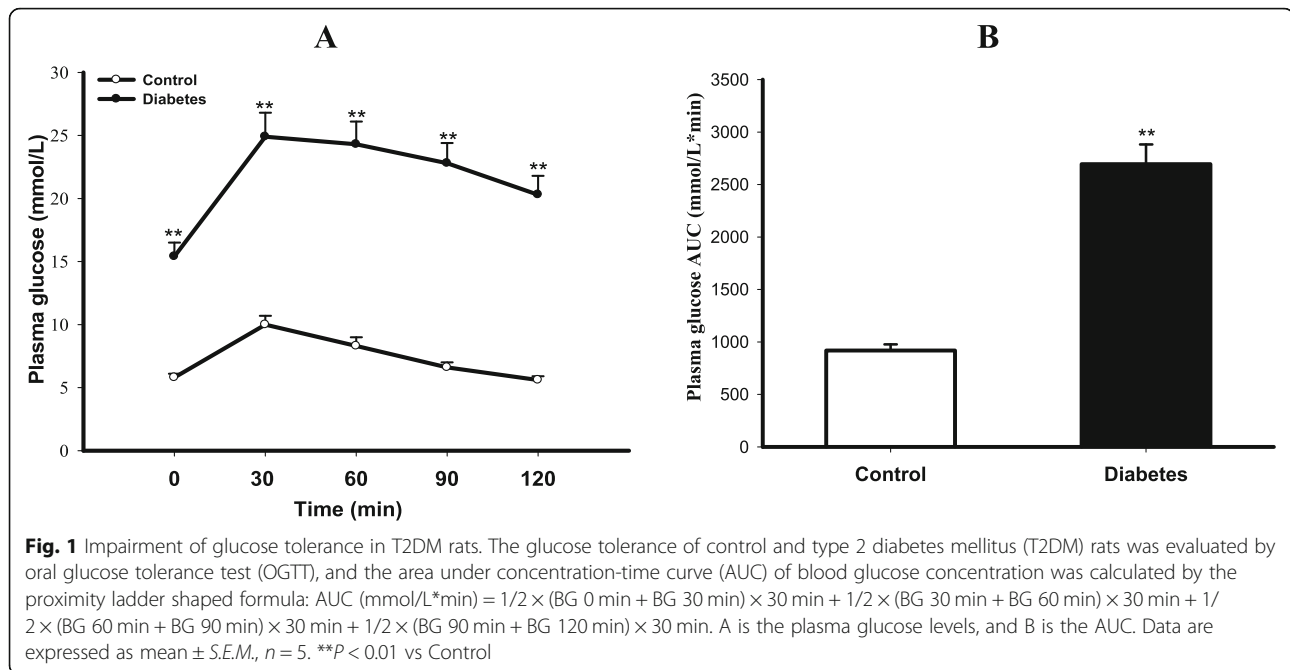 A
30
25
20
15
10
5
0
Plasma glucose (mmol/L)
Control
Diabetes
**
**
**
**
**
0 30 60 90 120
Time (min)
B
3500
3000
2500
2000
1500
1000
500
0
Plasma glucose AUC (mmol/L*min)
**
Control Diabetes
Fig. 1 Impairment of glucose tolerance in T2DM rats. The glucose tolerance of control and type 2 diabetes mellitus (T2DM) rats was evaluated by
oral glucose tolerance test (OGTT), and the area under concentration-time curve (AUC) of blood glucose concentration was calculated by the
proximity ladder shaped formula: AUC (mmol/L*min) = 1/2 × (BG 0 min + BG 30 min) × 30 min + 1/2 × (BG 30 min + BG 60 min) × 30 min + 1/
2 × (BG 60 min + BG 90 min) × 30 min + 1/2 × (BG 90 min + BG 120 min) × 30 min. A is the plasma glucose levels, and B is the AUC. Data are
expressed as mean ± S.E.M., n = 5. **P < 0.01 vs Control